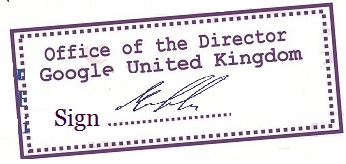 Office of the Director
Google United Kingdom
Sign ........................